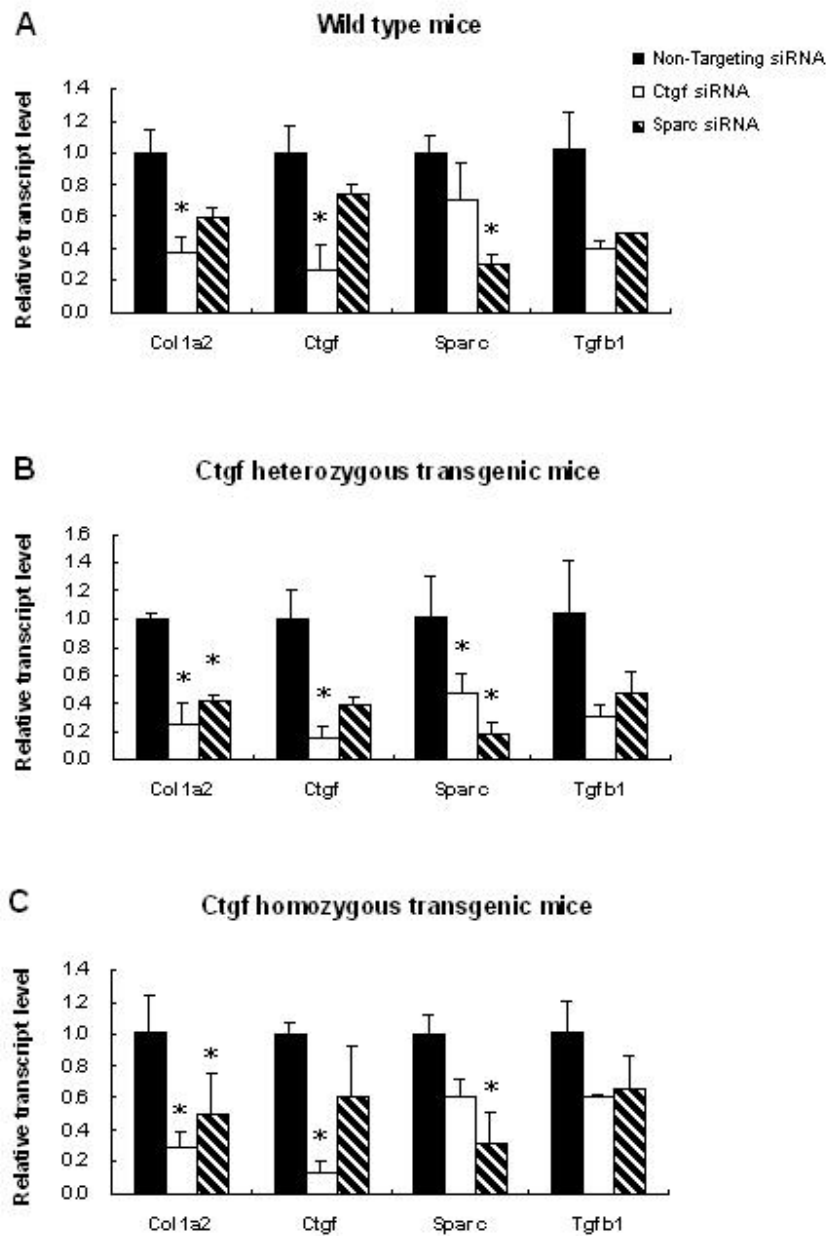 A
Wild type mice
Non-Targeting siRNA
Ctgf siRNA
Sparc siRNA
Relative transcript level
1.4
1.2
1.0
0.8
0.6
0.4
0.2
0.0
* * *
Col1a2 Ctgf Sparc Tgfb1
B
Ctgf heterozygous transgenic mice
Relative transcript level
1.6
1.4
1.2
1.0
0.8
0.6
0.4
0.2
0.0
* * * * *
Col1a2 Ctgf Sparc Tgfb1
C
Ctgf homozygous transgenic mice
Relative transcript level
1.4
1.2
1.0
0.8
0.6
0.4
0.2
0.0
* * * *
Col1a2 Ctgf Sparc Tgfb1